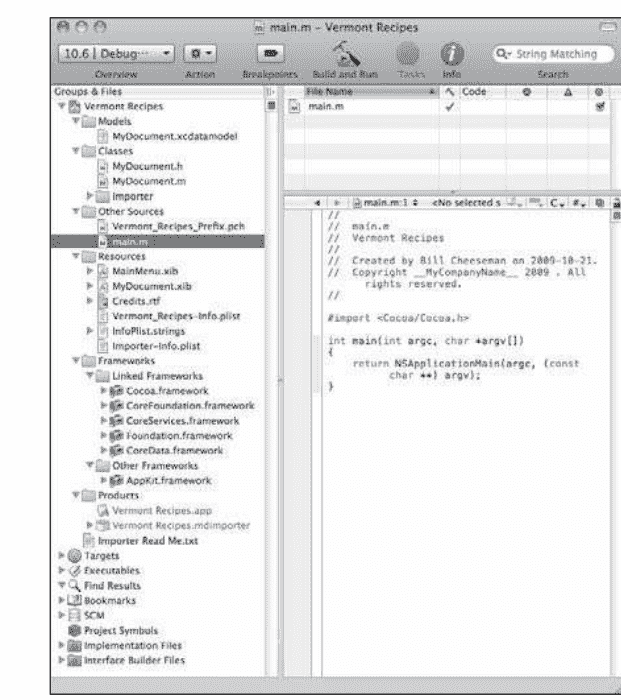 main.m – Vermont Recipes
10.6 | Debug···
Overview
Action
Breakpoints
Build and Run
Tasks
Info
String Matching
Search
Groups & Files
Vermont Recipes
Models
MyDocument.xcdatamodel
Classes
MyDocument.h
MyDocument.m
Importer
Other Sources
Vermont_Recipes_Prefix.pch
main.m
Resources
MainMenu.xib
MyDocument.xib
Credits.rtf
Vermont_Recipes-Info.plist
InfoPlist.strings
Importer-Info.plist
Frameworks
Linked Frameworks
Cocoa.framework
CoreFoundation.framework
CoreServices.framework
Foundation.framework
CoreData.framework
Other Frameworks
AppKit.framework
Products
Vermont Recipes.app
Vermont Recipes.mdimporter
Importer Read Me.txt
Targets
Executables
Find Results
Bookmarks
SCM
Project Symbols
Implementation Files
Interface Builder Files
File Name
Code
main.m
main.m:1
<No selected s
C
#
//
//  main.m
//  Vermont Recipes
//
//  Created by Bill Cheeseman on 2009-10-21.
//  Copyright __MyCompanyName__ 2009 . All
rights reserved.
//
#import <Cocoa/Cocoa.h>
int main(int argc, char *argv[])
{
return NSApplicationMain(argc, (const
char **) argv);
}